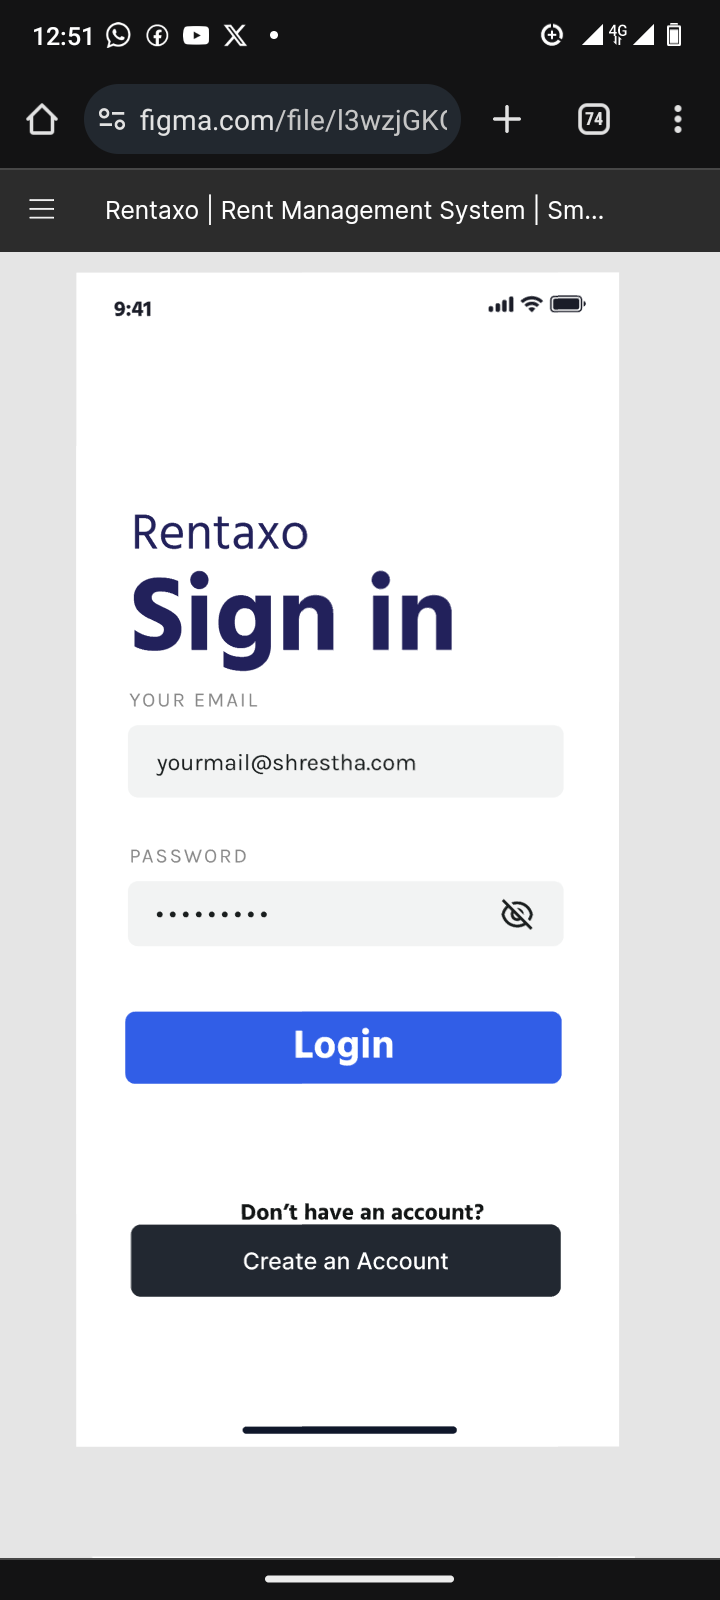 12:51
4G
figma.com/file/l3wzjGK
74
Rentaxo | Rent Management System | Sm...
9:41
Rentaxo
Sign in
YOUR EMAIL
yourmail@shrestha.com
PASSWORD
Login
Don’t have an account?
Create an Account